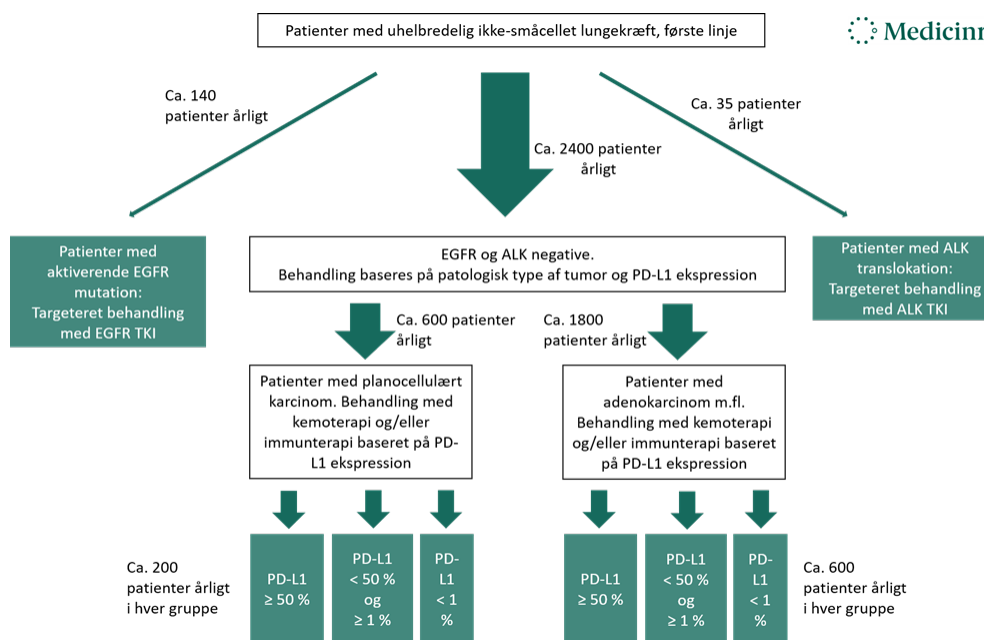 Patienter med uhelbredelig ikke-småcellet lungekræft, første linje
Medicinr
Ca. 140
patienter årligt
Ca. 2400 patienter
årligt
Ca. 35 patienter
årligt
Patienter med
aktiverende EGFR
mutation:
Targeteret behandling
med EGFR TKI
EGFR og ALK negative.
Behandling baseres på patologisk type af tumor og PD-L1 ekspression
Patienter med ALK
translokation:
Targeteret behandling
med ALK TKI
Ca. 600 patienter
årligt
Ca. 1800
patienter årligt
Patienter med planocellulært
karcinom. Behandling med
kemoterapi og/eller
immunterapi baseret på PD-
L1 ekspression
Patienter med
adenokarcinom m.fl.
Behandling med kemoterapi
og/eller immunterapi baseret
på PD-L1 ekspression
Ca. 200
patienter årligt
i hver gruppe
PD-L1
≥ 50 %
PD-L1
< 50 %
og
≥ 1 %
PD-
L1
< 1
%
PD-L1
≥ 50 %
PD-L1
< 50 %
og
≥ 1 %
PD-
L1
< 1
%
Ca. 600
patienter årligt
i hver gruppe